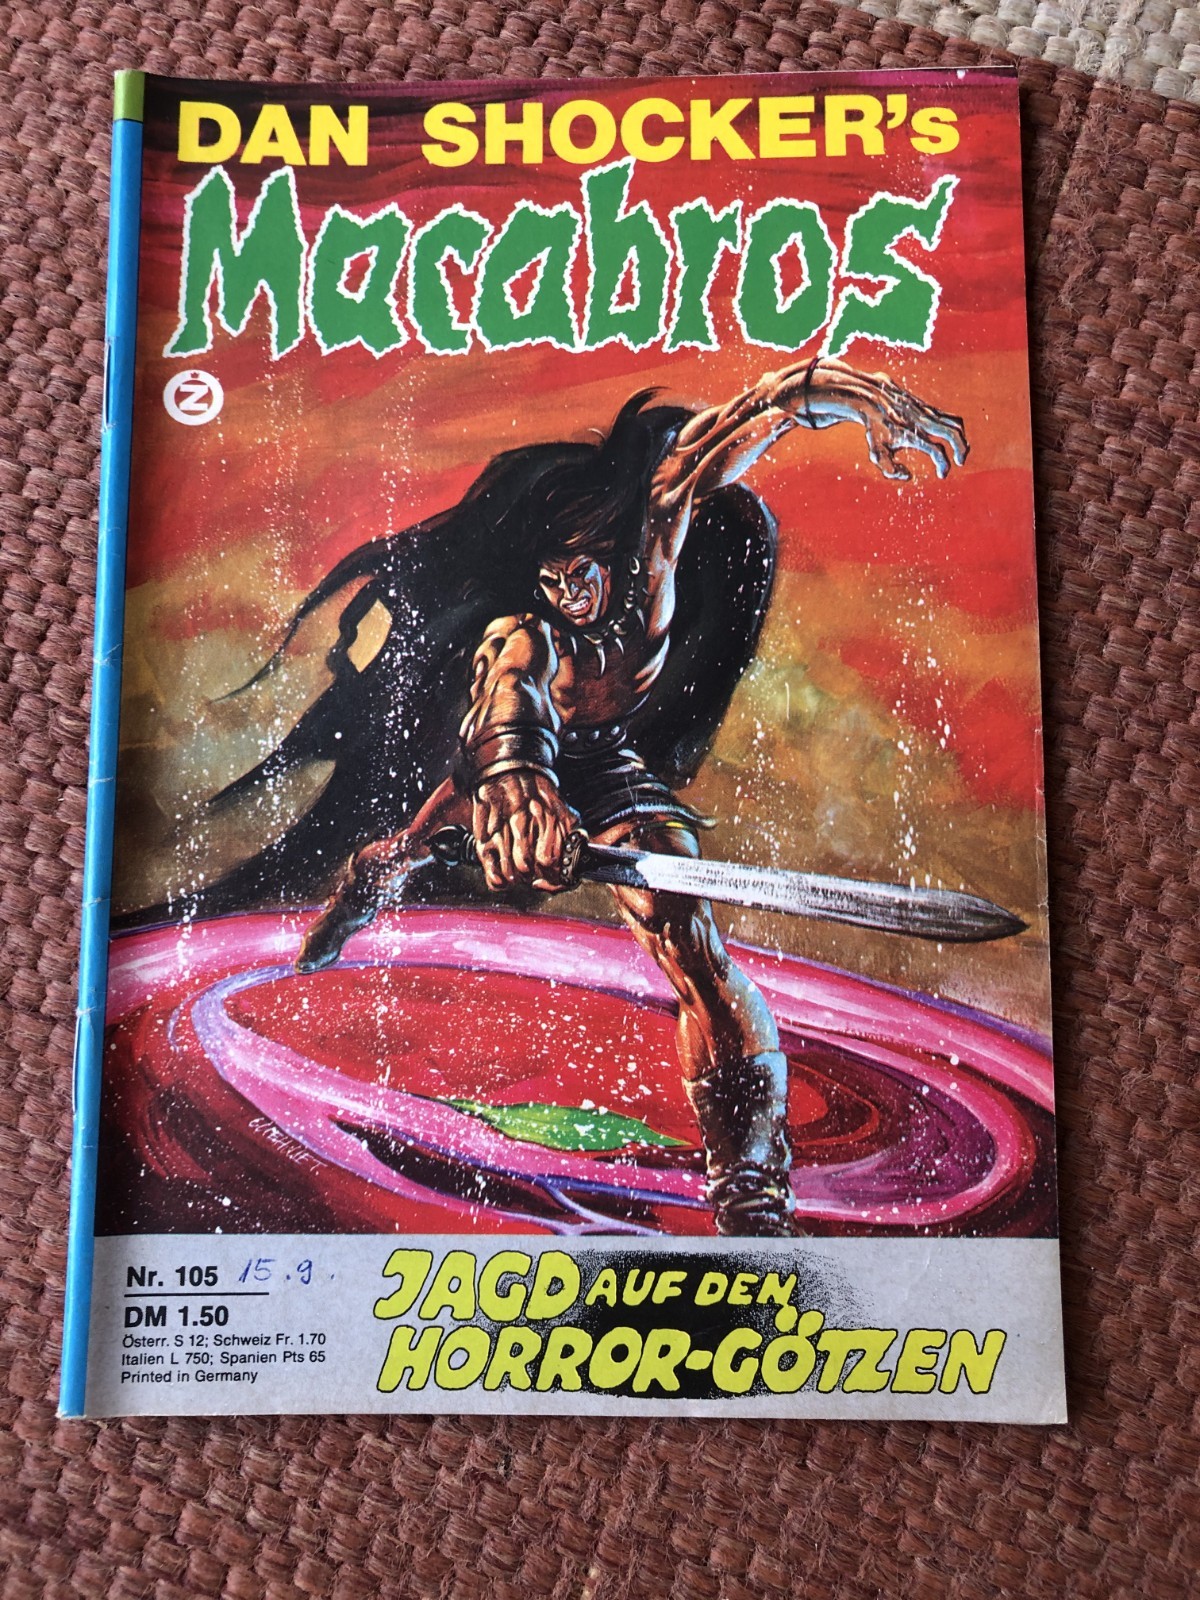 DAN SHOCKER's
Macabros
Z
Nr. 105 15.9.
DM 1.50
Österr. S 12; Schweiz Fr. 1.70
Italien L 750; Spanien Pts 65
Printed in Germany
JAGD AUF DEN
HORROR-GÖTZEN